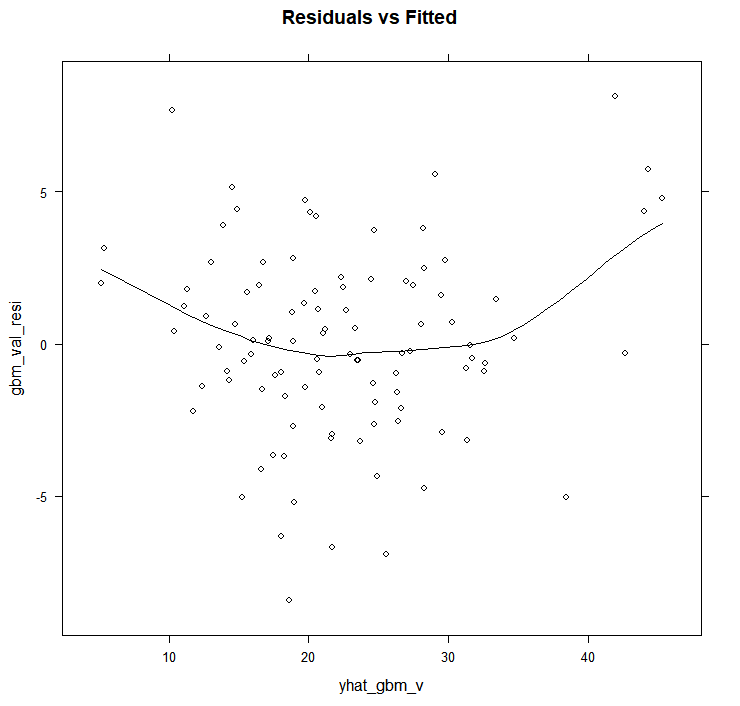 Residuals vs Fitted
5
0
-5
gbm_val_resi
10 20 30 40
yhat_gbm_v